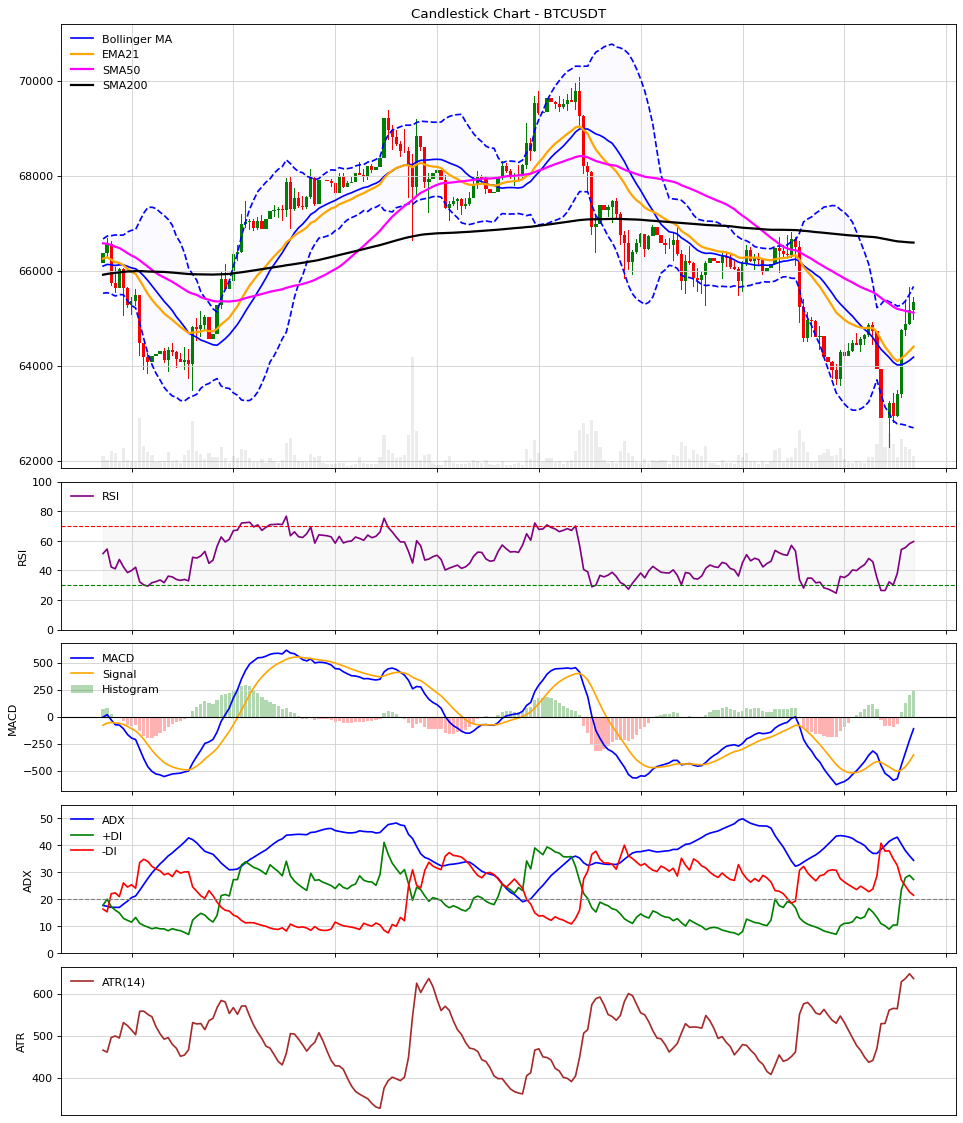 Candlestick Chart - BTCUSDT
Bollinger MA
EMA21
SMA50
SMA200
70000
68000
66000
64000
62000
RSI
100
80
60
40
20
0
RSI
MACD
Signal
Histogram
500
250
0
−250
−500
MACD
ADX
+DI
-DI
50
40
30
20
10
0
ADX
ATR(14)
600
500
400
ATR